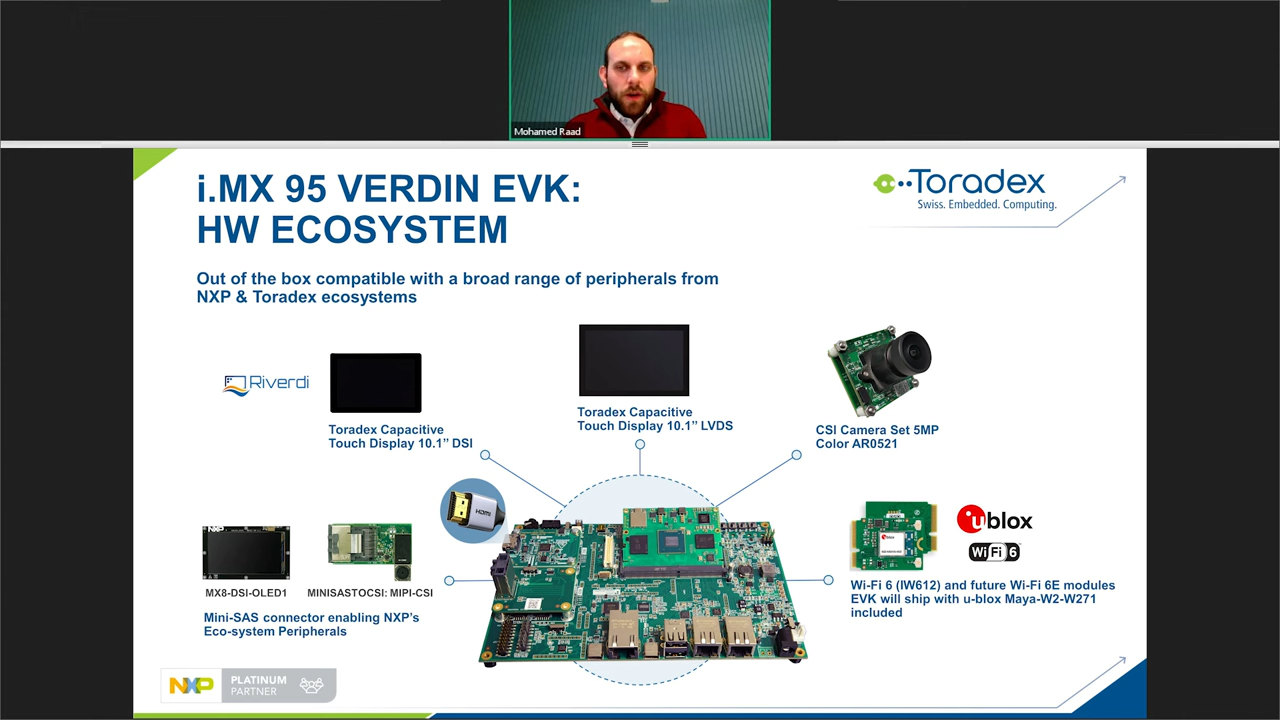 Mohamed Raad
i.MX 95 VERDIN EVK:
HW ECOSYSTEM
Toradex
Swiss. Embedded. Computing.
Out of the box compatible with a broad range of peripherals from
NXP & Toradex ecosystems
Riverdi
Toradex Capacitive
Touch Display 10.1” DSI
Toradex Capacitive
Touch Display 10.1” LVDS
CSI Camera Set 5MP
Color AR0521
HDMI
NXP
MX8-DSI-OLED1
MINISASTOCSI: MIPI-CSI
Mini-SAS connector enabling NXP’s
Eco-system Peripherals
ublox
Wi Fi 6
Wi-Fi 6 (IW612) and future Wi-Fi 6E modules
EVK will ship with u-blox Maya-W2-W271
included
NXP
PLATINUM
PARTNER